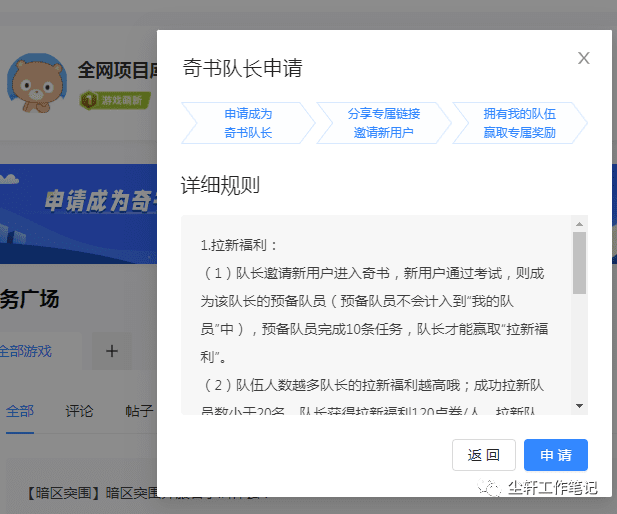 全网项目库
游戏萌新
申请成为奇书
务广场
全部游戏
+
全部
评论
帖子
【暗区突围】暗区突围
奇书队长申请
申请成为
奇书队长
分享专属链接
邀请新用户
拥有我的队伍
赢取专属奖励
详细规则
1.拉新福利：
（1）队长邀请新用户进入奇书，新用户通过考试，则成
为该队长的预备队员（预备队员不会计入到“我的队
员”中），预备队员完成10条任务，队长才能赢取“拉新福
利”。
（2）队伍人数越多队长的拉新福利越高哦；成功拉新队
员数小于20名，队长获得拉新福利120点券/人，拉新队
返 回
申 请
尘轩工作笔记